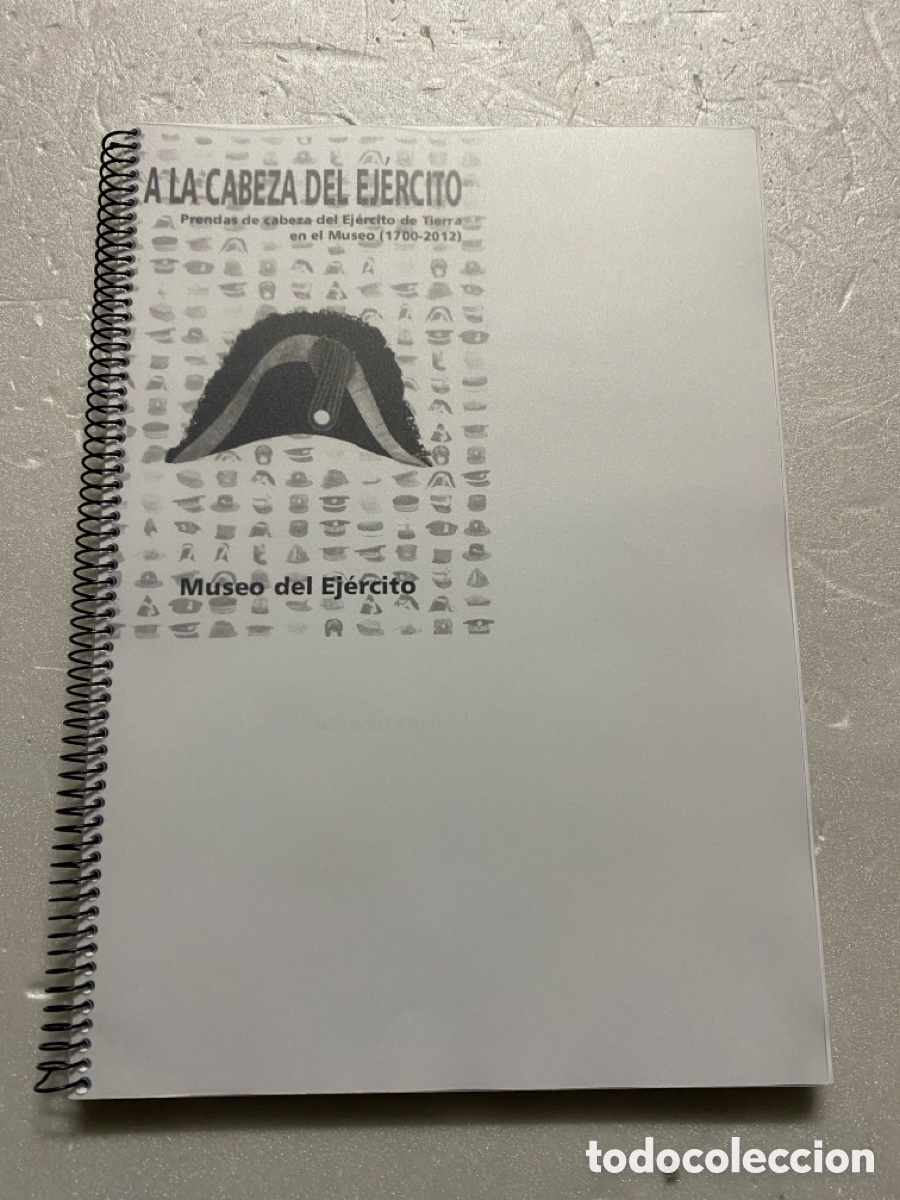 A LA CABEZA DEL EJÉRCITO
Prendas de cabeza del Ejército de Tierra
en el Museo (1700-2012)
Museo del Ejército
todocoleccion